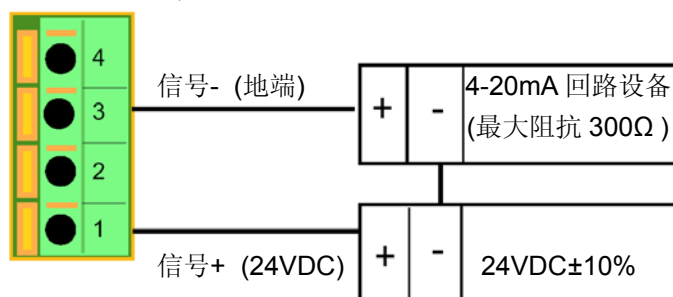 4
3
2
1
信号- (地端)
+ -
4-20mA 回路设备
(最大阻抗 300Ω )
信号+ (24VDC)
+ -
24VDC±10%